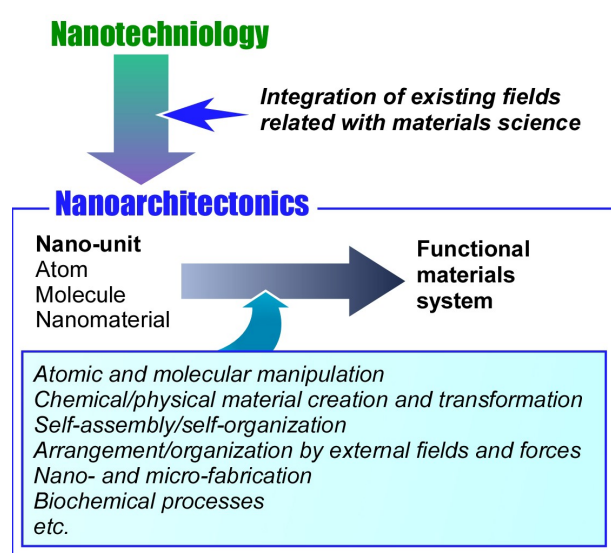 Nanotechniology
Integration of existing fields
related with materials science
Nanoarchitectonics
Nano-unit
Atom
Molecule
Nanomaterial
Functional
materials
system
Atomic and molecular manipulation
Chemical/physical material creation and transformation
Self-assembly/self-organization
Arrangement/organization by external fields and forces
Nano- and micro-fabrication
Biochemical processes
etc.